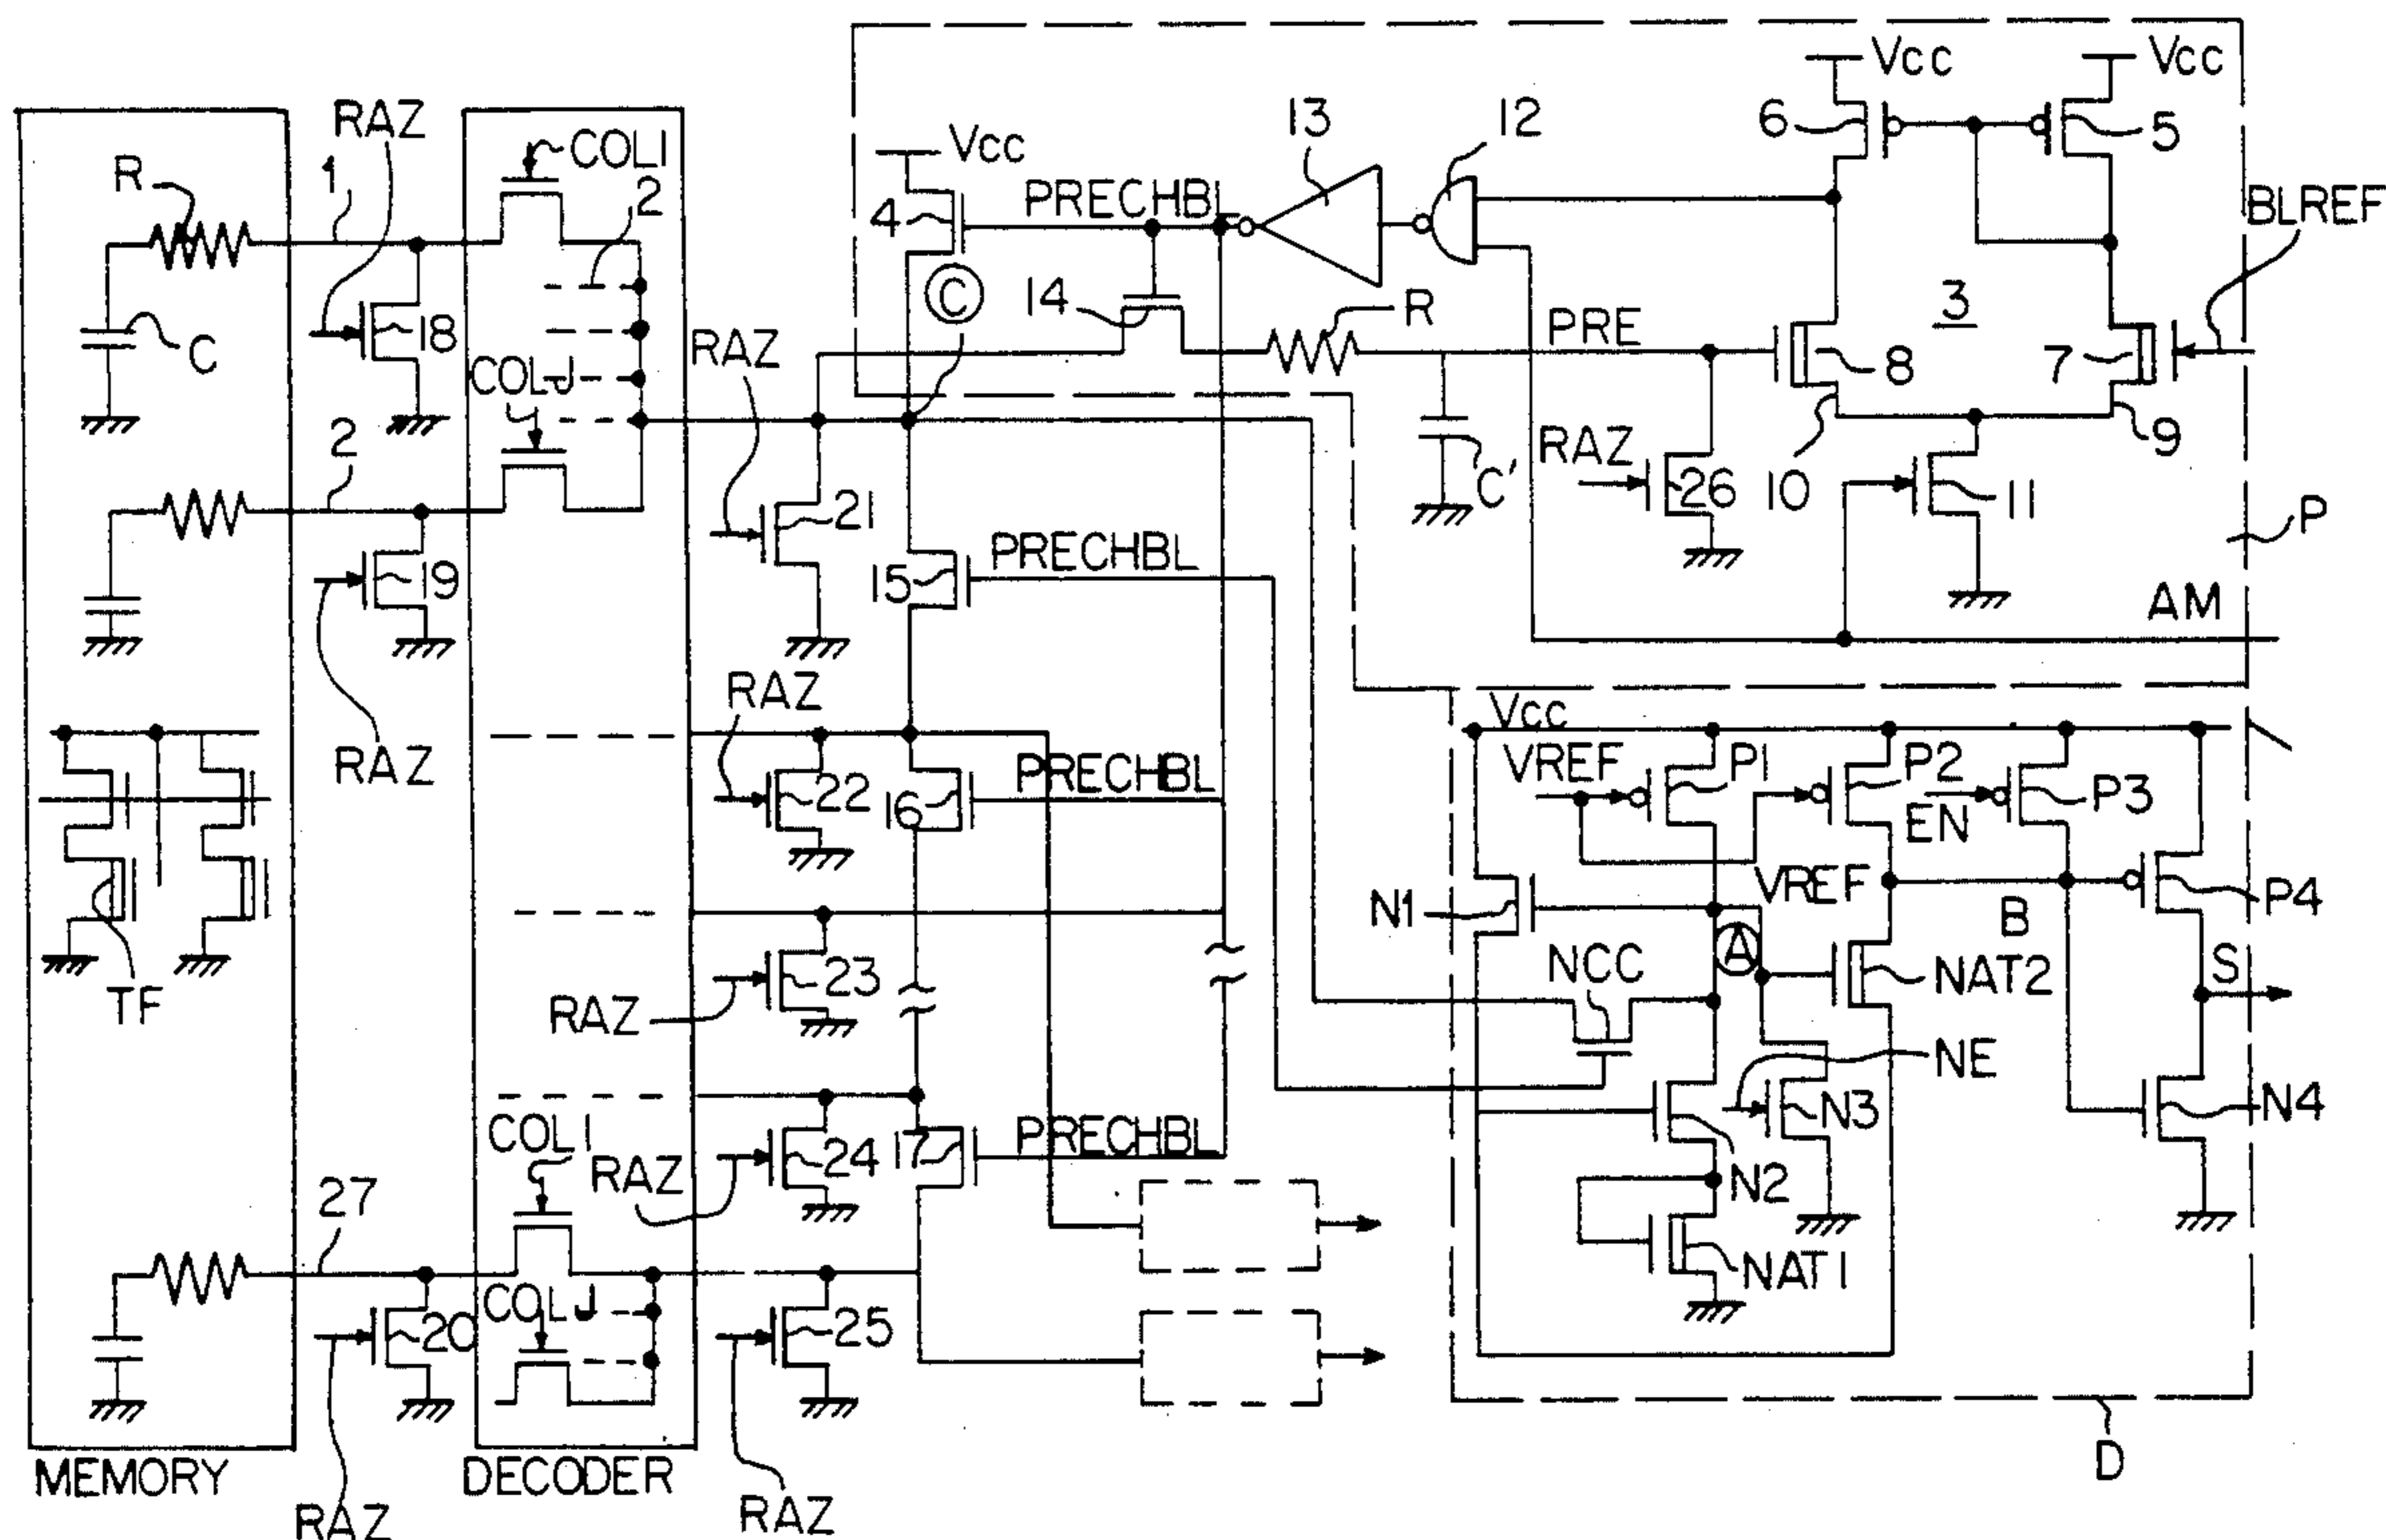 Vcc
Vcc
RAZ
COL1
Vcc
13
12
6
5
R
1
2
4
PRECHBL
BLREF
18
C
C
14
R
PRE
3
8
7
RAZ
COLJ
2
RAZ
C'
26
10
9
11
P
19
21
15
PRECHBL
AM
RAZ
RAZ
22
16
PRECHBL
Vcc
VREF
P1
P2
EN
P3
VREF
P4
N1
A
B
NCC
NAT2
S
TF
23
RAZ
NE
N3
N4
COL1
24
17
PRECHBL
RAZ
N2
27
NAT1
COLJ
20
25
MEMORY
DECODER
D
RAZ
RAZ